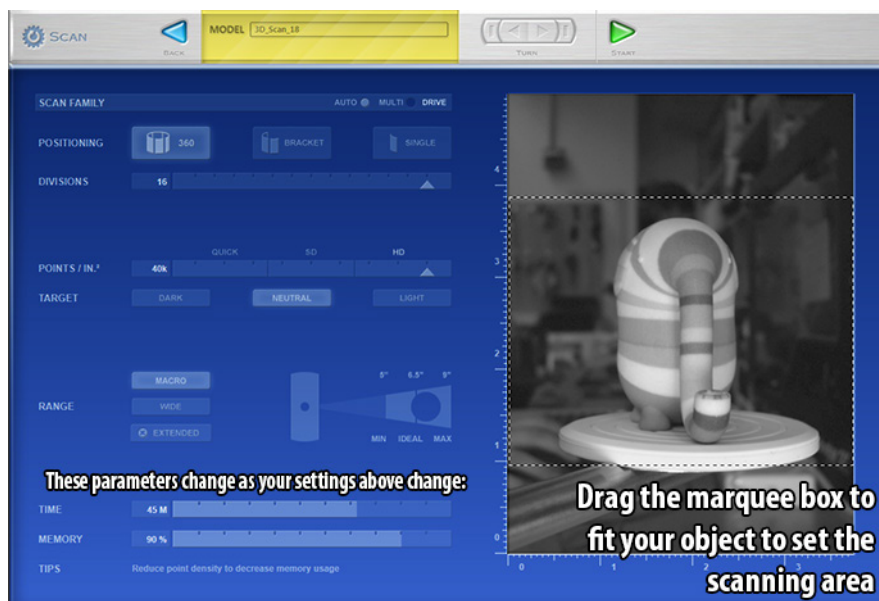 SCAN
BACK
MODEL 3D_Scan_18
TURN
START
SCAN FAMILY AUTO MULTI DRIVE
POSITIONING 360 BRACKET SINGLE
DIVISIONS 16
QUICK SD HD
POINTS / IN.² 40k
TARGET DARK NEUTRAL LIGHT
MACRO
5" 6.5" 9"
RANGE WIDE
EXTENDED
MIN IDEAL MAX
These parameters change as your settings above change:
TIME 45 M
MEMORY 90 %
TIPS Reduce point density to decrease memory usage
4
3
2
1
0
0 1 2 3
Drag the marquee box to
fit your object to set the
scanning area